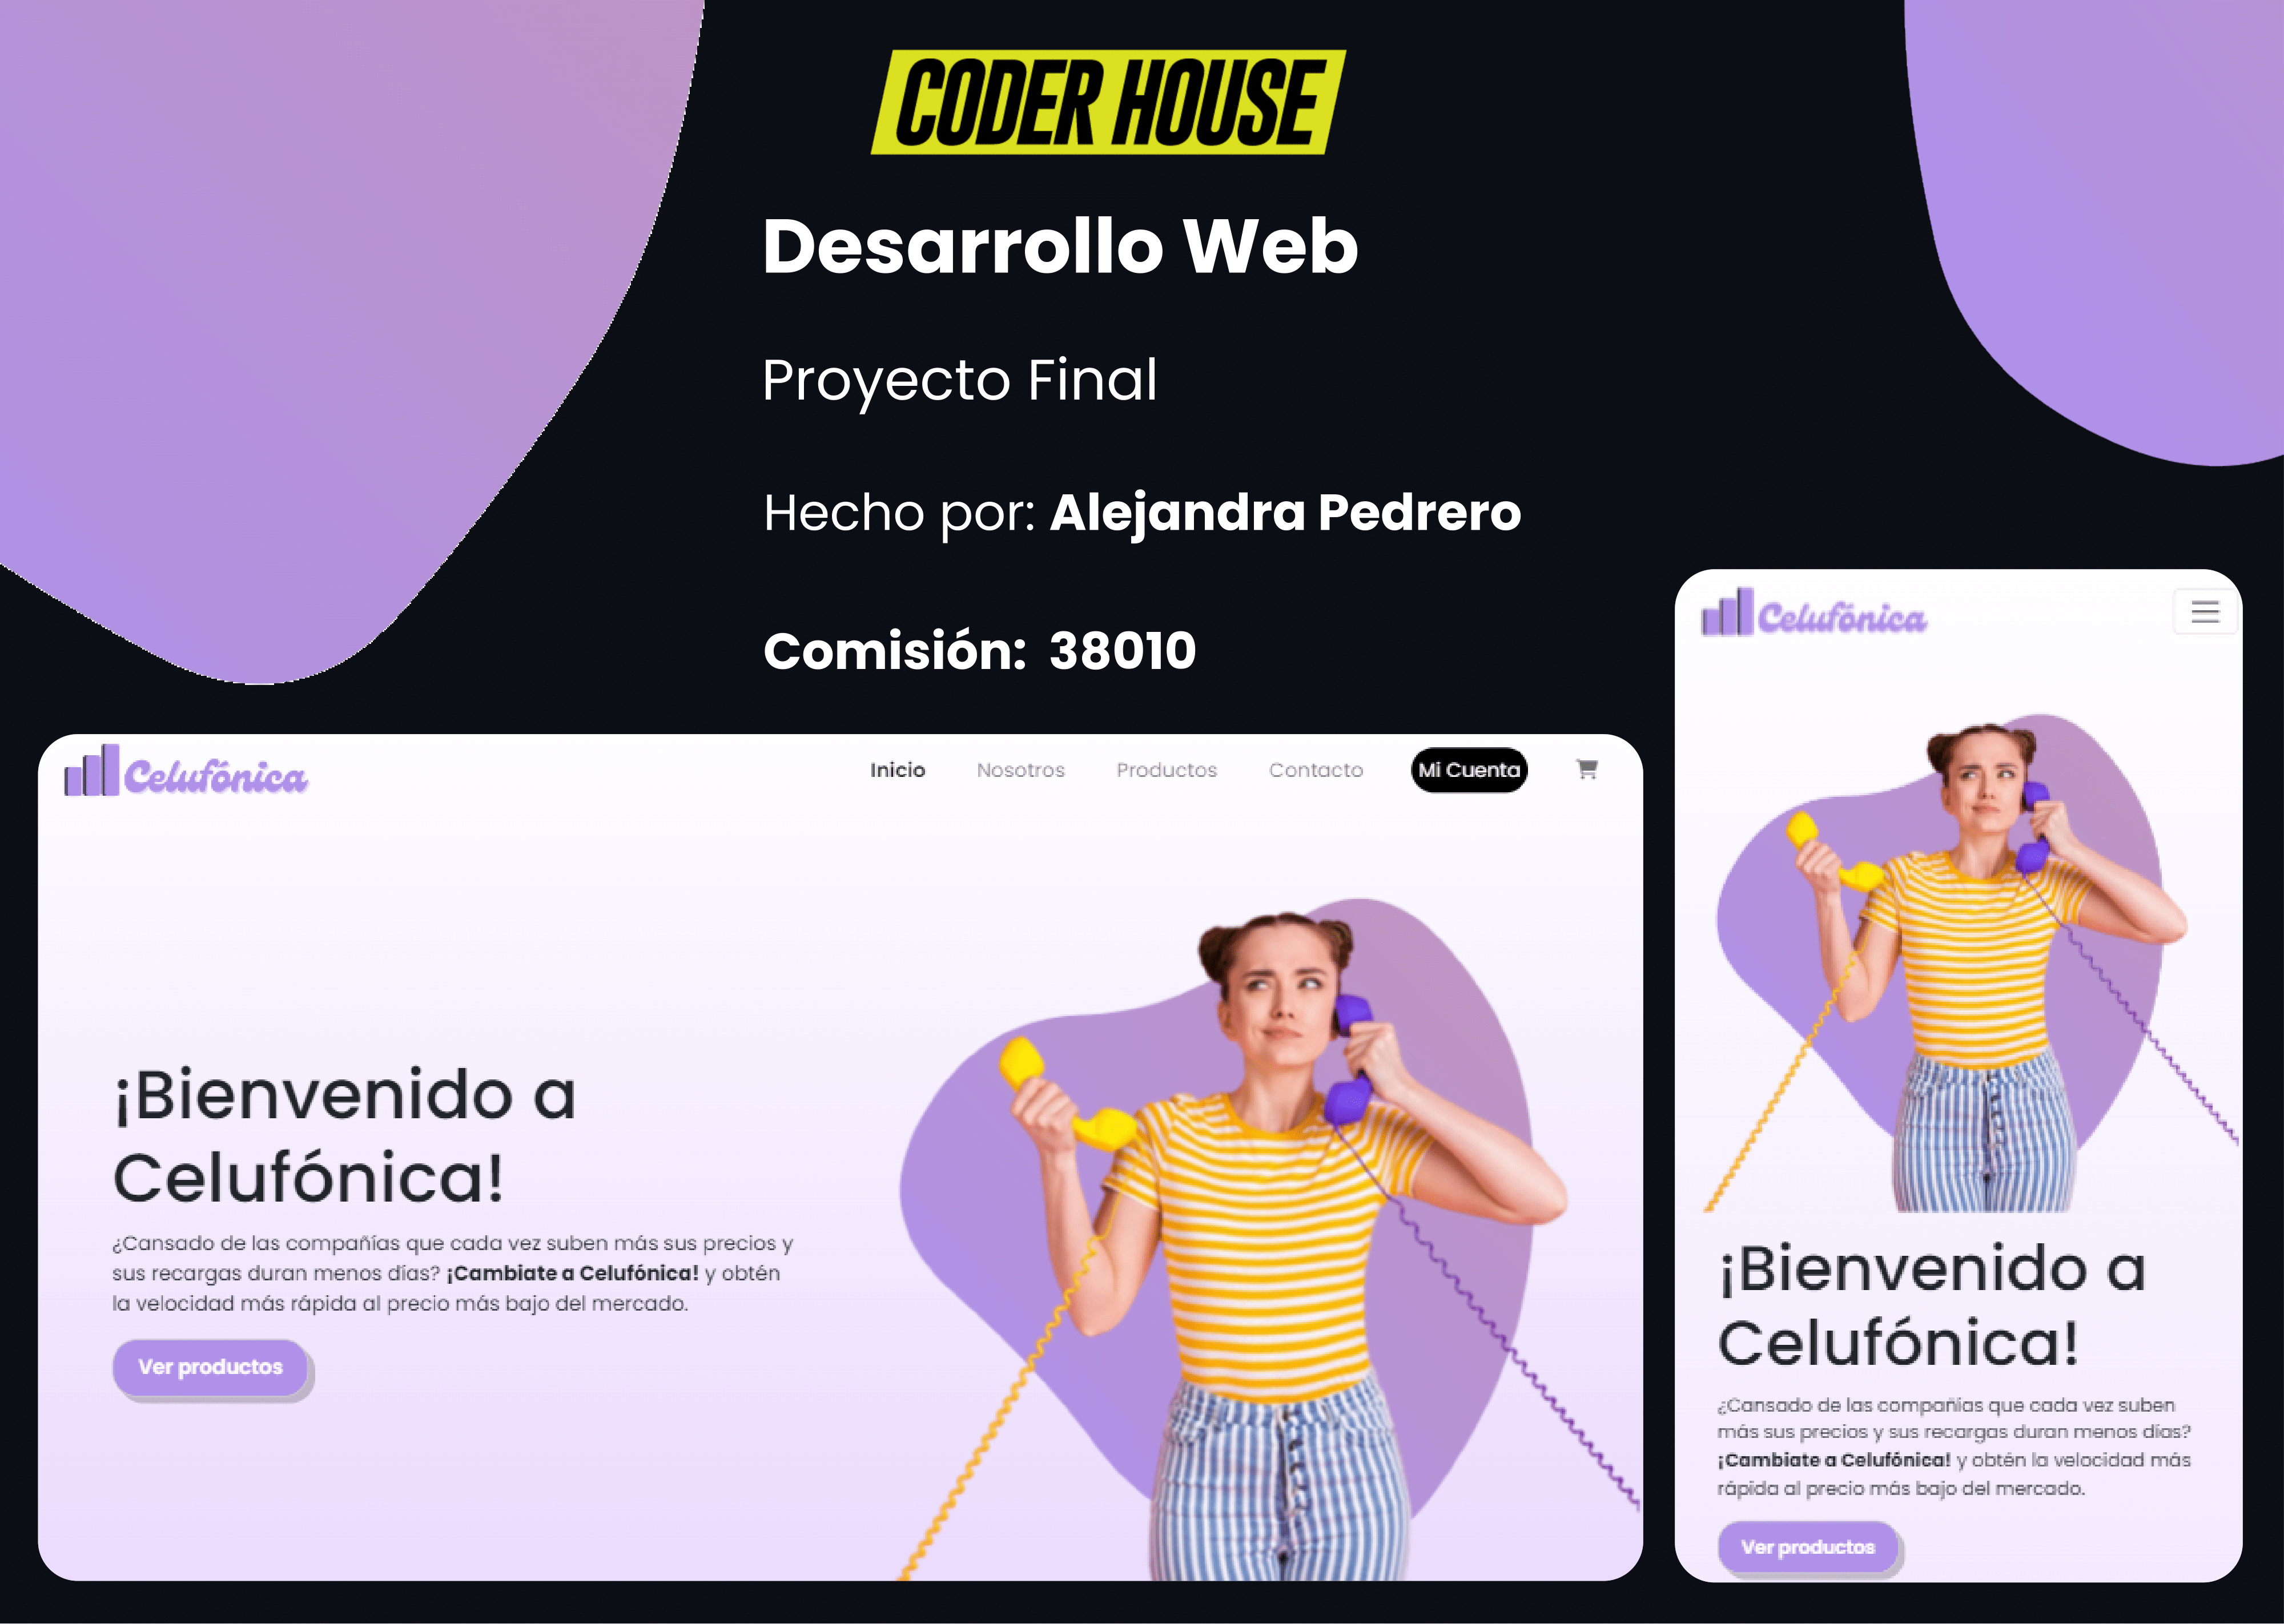 CODER HOUSE
Desarrollo Web
Proyecto Final
Hecho por: Alejandra Pedrero
Comisión: 38010
Celufónica
Inicio Nosotros Productos Contacto Mi Cuenta
¡Bienvenido a
Celufónica!
¿Cansado de las compañías que cada vez suben más sus precios y
sus recargas duran menos días? ¡Cambiate a Celufónica! y obtén
la velocidad más rápida al precio más bajo del mercado.
Ver productos
Celufónica
¡Bienvenido a
Celufónica!
¿Cansado de las compañías que cada vez suben
más sus precios y sus recargas duran menos días?
¡Cambiate a Celufónica! y obtén la velocidad más
rápida al precio más bajo del mercado.
Ver productos